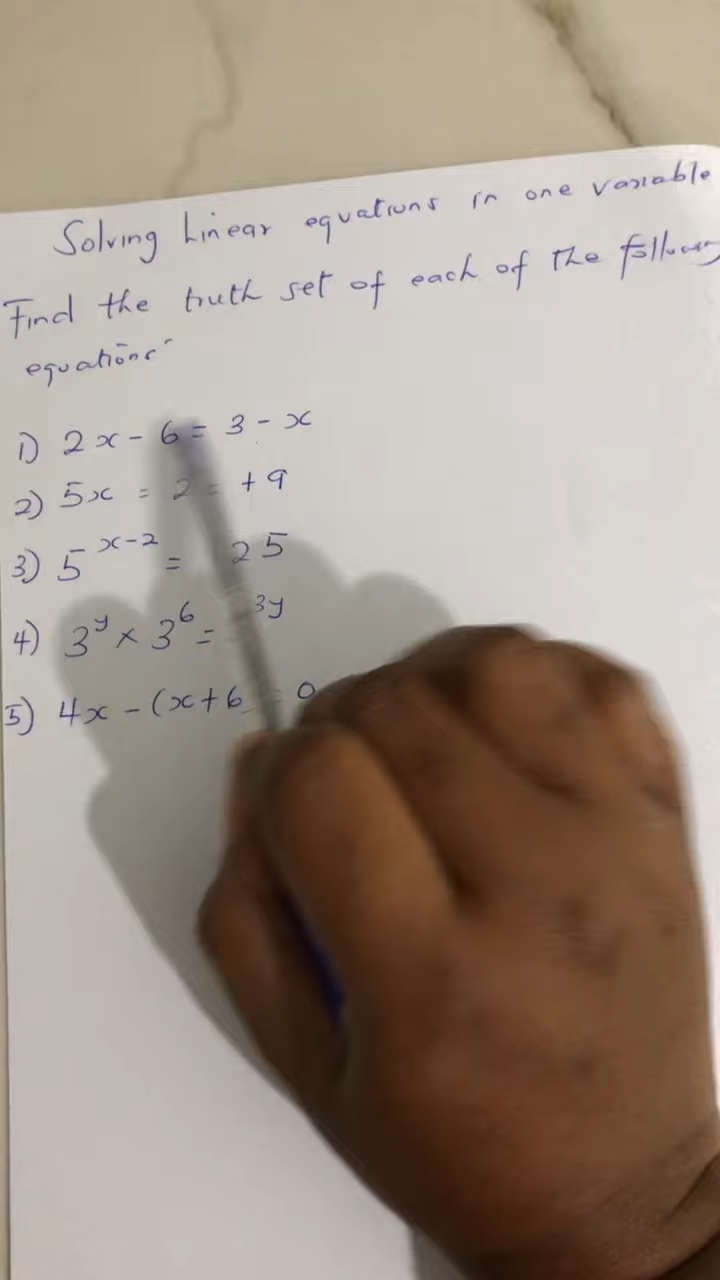 Solving Linear equations in one variable
Find the truth set of each of the
equations
1) 2x - 6 = 3 - x
2) 5x = 2 + 9
3) 5^{x-2} = 25
4) 3^y × 3^6 = 3y
5) 4x - (x + 6 = 0